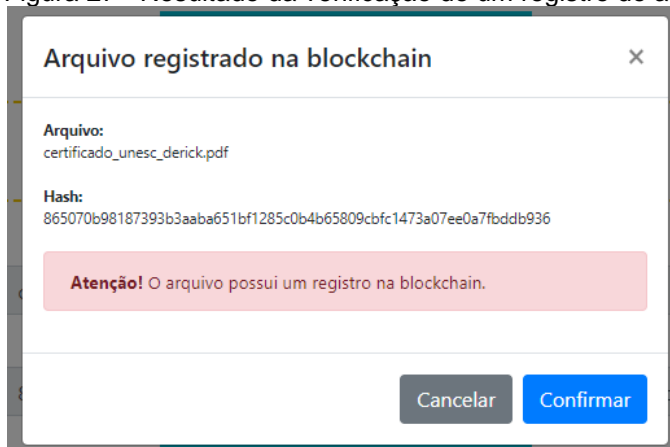 Arquivo registrado na blockchain
×
Arquivo:
certificado_unesc_derick.pdf
Hash:
865070b98187393b3aaba651bf1285c0b4b65809cbfc1473a07ee0a7fbddb936
Atenção! O arquivo possui um registro na blockchain.
Cancelar Confirmar